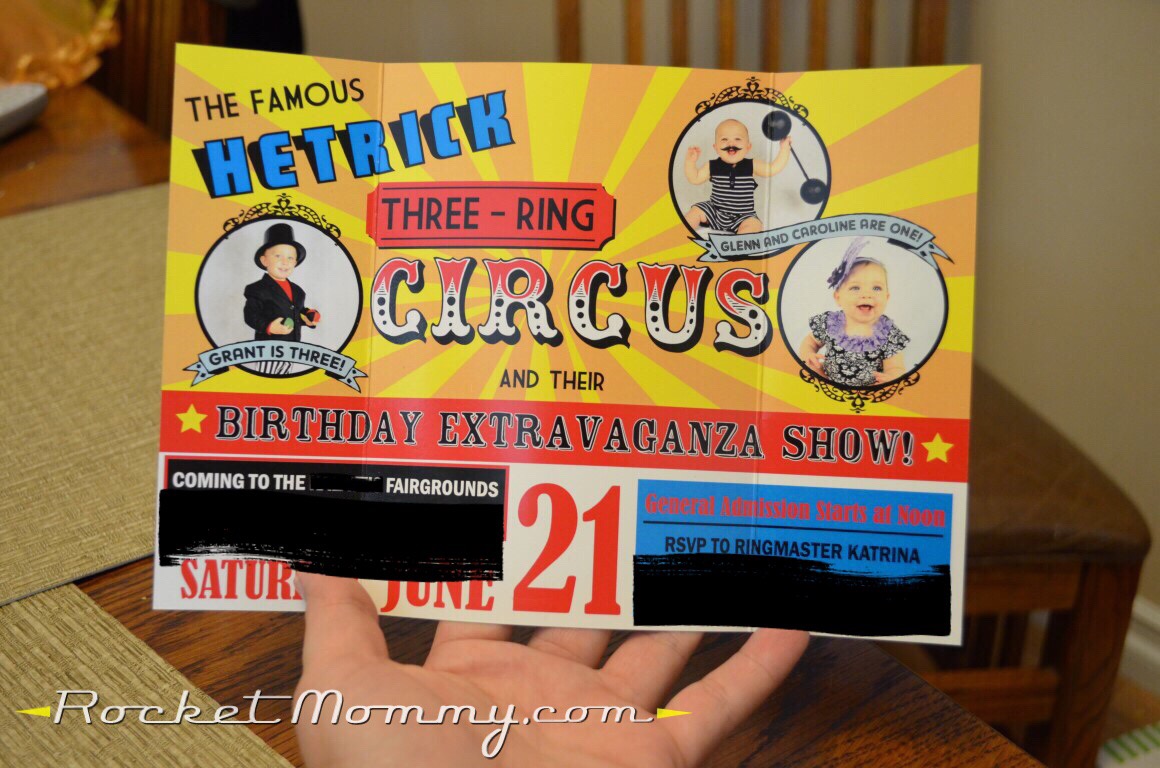 THE FAMOUS
HETRICK
THREE - RING
CIRCUS
GLENN AND CAROLINE ARE ONE!
GRANT IS THREE!
AND THEIR
BIRTHDAY EXTRAVAGANZA SHOW!
COMING TO THE FAIRGROUNDS
JUNE 21
General Admission Starts at Noon
RSVP TO RINGMASTER KATRINA
RocketMommy.com